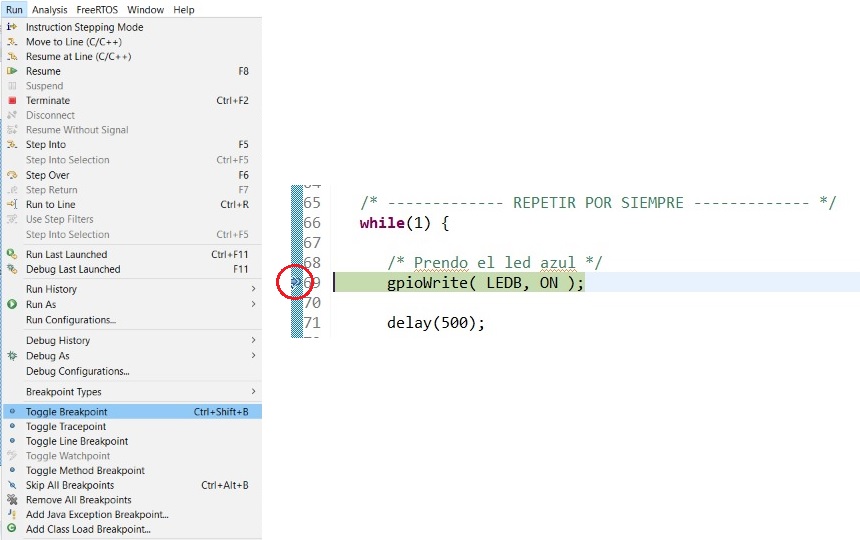 Run Analysis FreeRTOS Window Help
Instruction Stepping Mode
Move to Line (C/C++)
Resume at Line (C/C++)
Resume F8
Suspend
Terminate Ctrl+F2
Disconnect
Resume Without Signal
Step Into F5
Step Into Selection Ctrl+F5
Step Over F6
Step Return F7
Run to Line Ctrl+R
Use Step Filters
Step Into Selection Ctrl+F5
Run Last Launched Ctrl+F11
Debug Last Launched F11
Run History
Run As
Run Configurations...
Debug History
Debug As
Debug Configurations...
Breakpoint Types
Toggle Breakpoint Ctrl+Shift+B
Toggle Tracepoint
Toggle Line Breakpoint
Toggle Watchpoint
Toggle Method Breakpoint
Skip All Breakpoints Ctrl+Alt+B
Remove All Breakpoints
Add Java Exception Breakpoint...
Add Class Load Breakpoint...
65 /* ------------- REPETIR POR SIEMPRE ------------- */
66 while(1) {
67
68 /* Prendo el led azul */
69 gpioWrite( LEDB, ON );
70
71 delay(500);